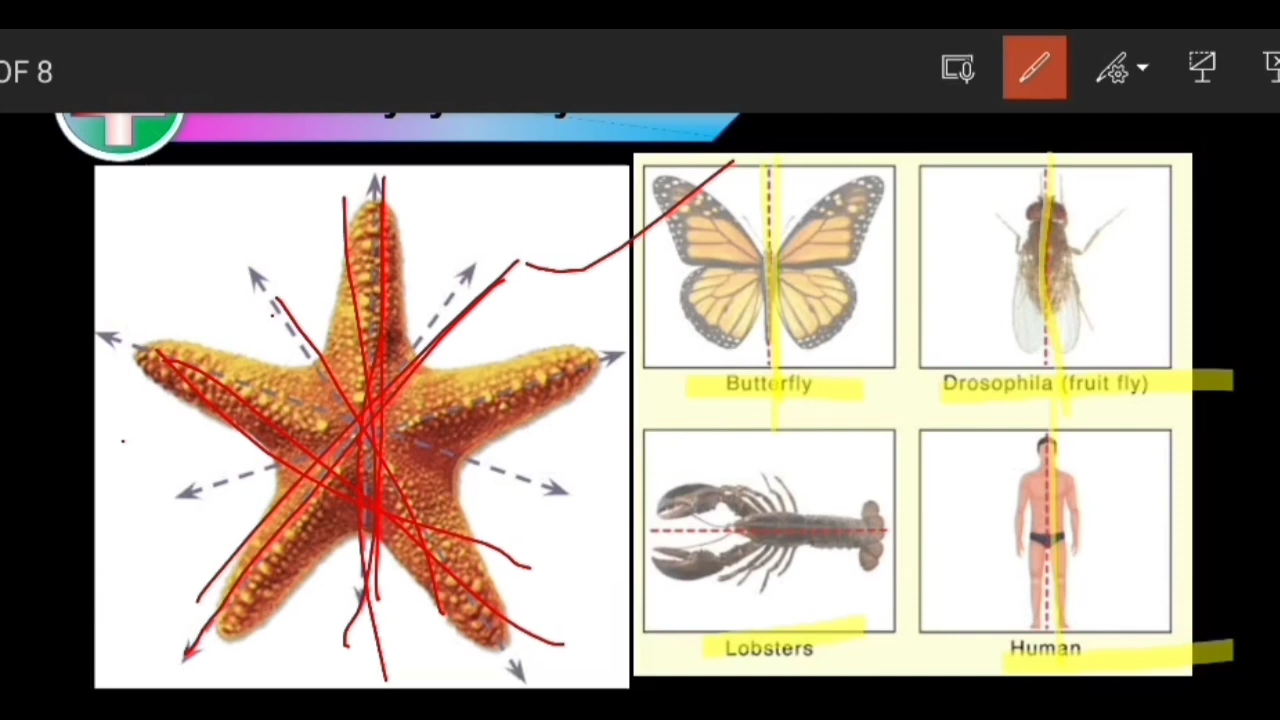 OF 8
Butterfly
Drosophila (fruit fly)
Lobsters
Human